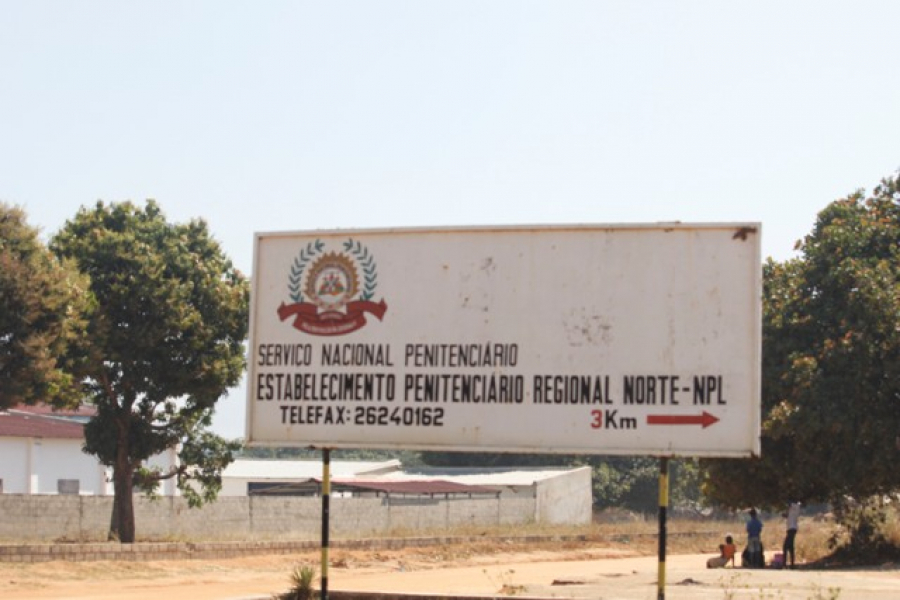 SERVICO NACIONAL PENITENCIÁRIO
ESTABELECIMENTO PENITENCIÁRIO REGIONAL NORTE-NPL
TELEFAX: 26240162 3Km